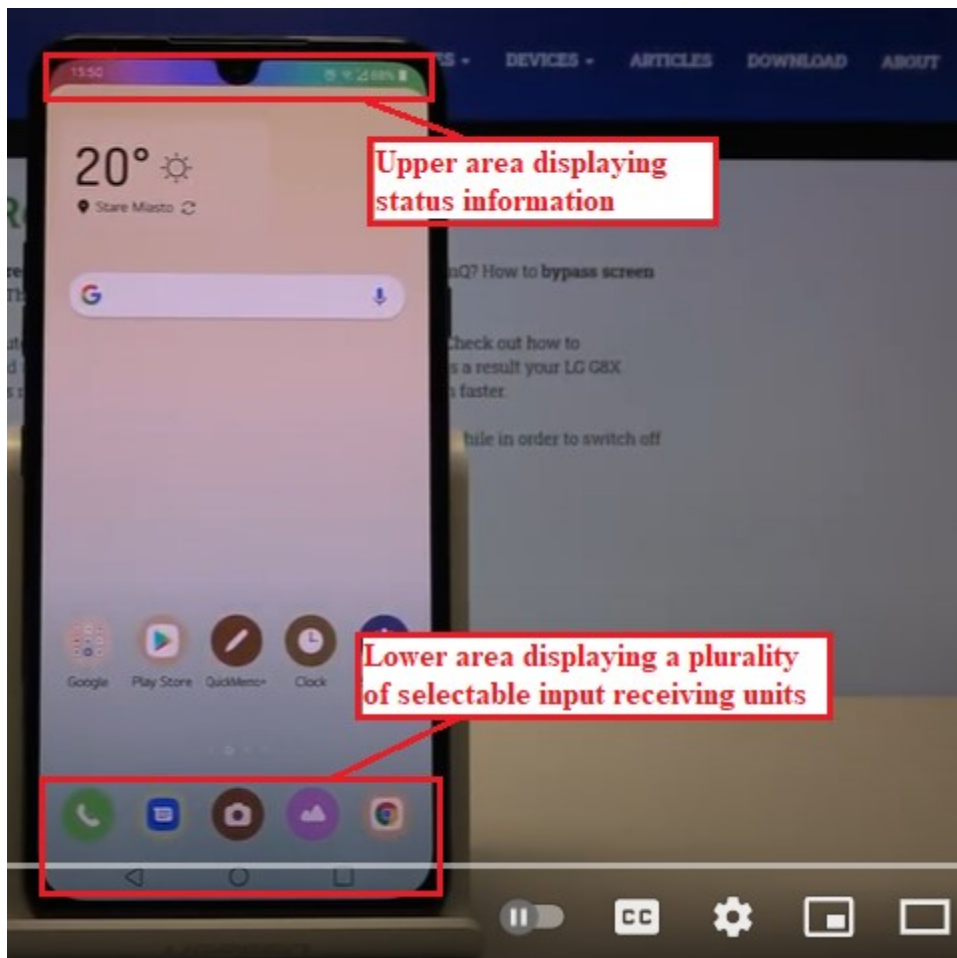 DEVICES
ARTICLES
DOWNLOAD
ABOUT
15:50
88%
Upper area displaying
status information
20°
Stare Miasto
nQ? How to bypass screen
G
Check out how to
s a result your LG G8X
faster.
hile in order to switch off
Lower area displaying a plurality
of selectable input receiving units
Google
Play Store
QuickMemo+
Clock
CC